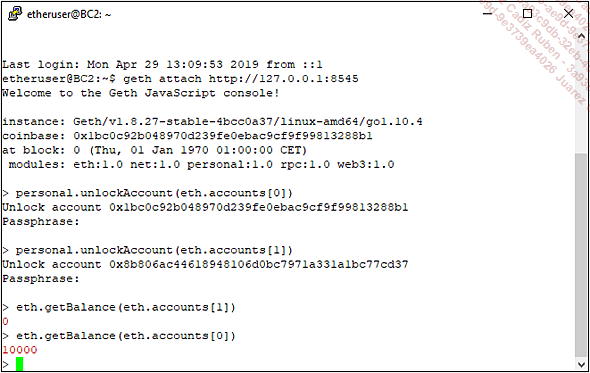 etheruser@BC2: ~
Last login: Mon Apr 29 13:09:53 2019 from ::1
etheruser@BC2:~$ geth attach http://127.0.0.1:8545
Welcome to the Geth JavaScript console!
instance: Geth/v1.8.27-stable-4bcc0a37/linux-amd64/go1.10.4
coinbase: 0x1bc0c92b048970d239fe0ebac9cf9f99813288b1
at block: 0 (Thu, 01 Jan 1970 01:00:00 CET)
 modules: eth:1.0 net:1.0 personal:1.0 rpc:1.0 web3:1.0
> personal.unlockAccount(eth.accounts[0])
Unlock account 0x1bc0c92b048970d239fe0ebac9cf9f99813288b1
Passphrase:
> personal.unlockAccount(eth.accounts[1])
Unlock account 0x8b806ac44618948106d0bc7971a331a1bc77cd37
Passphrase:
> eth.getBalance(eth.accounts[1])
0
> eth.getBalance(eth.accounts[0])
10000
>